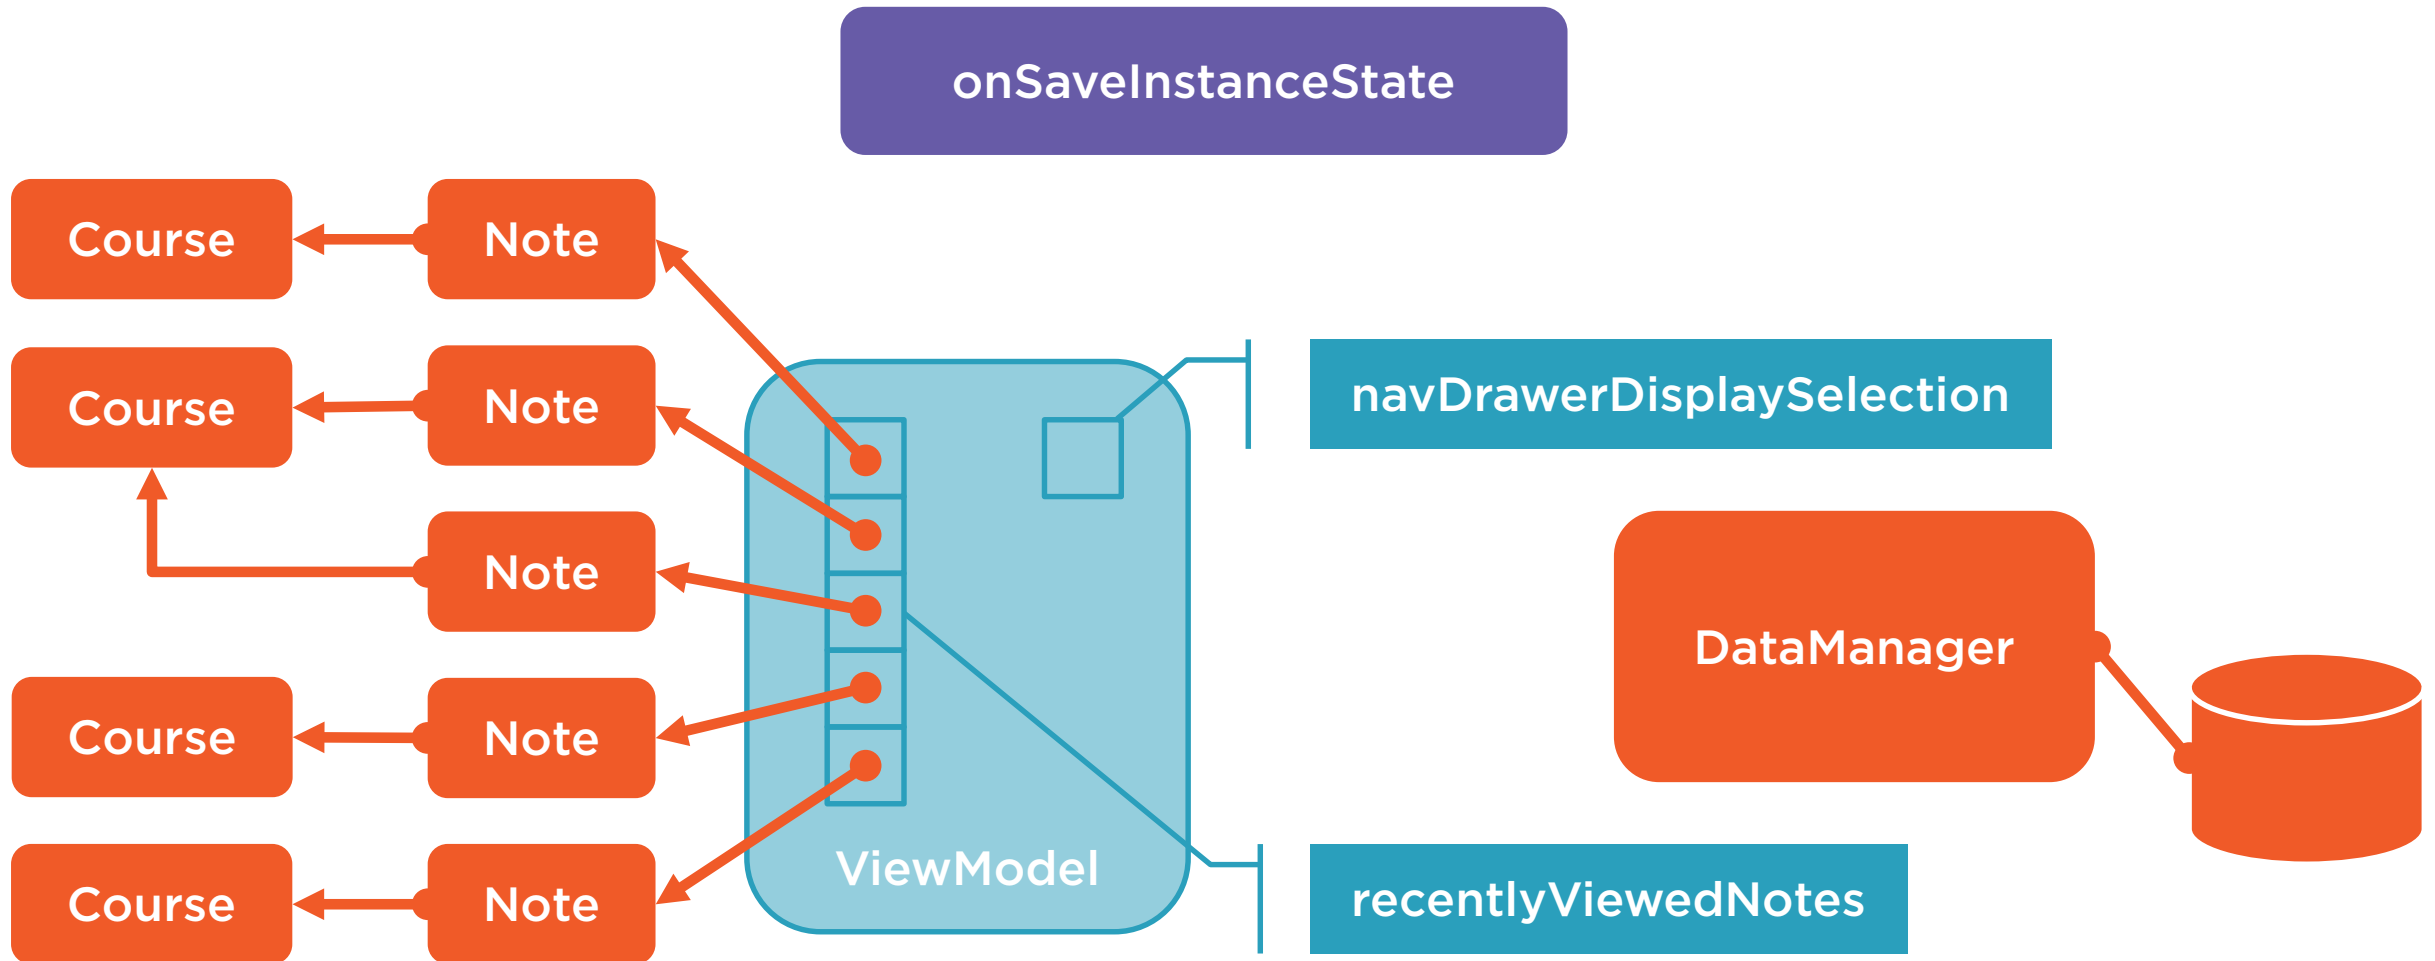 onSaveInstanceState
Course
Note
Course
Note
navDrawerDisplaySelection
Note
DataManager
Course
Note
ViewModel
Course
Note
recentlyViewedNotes